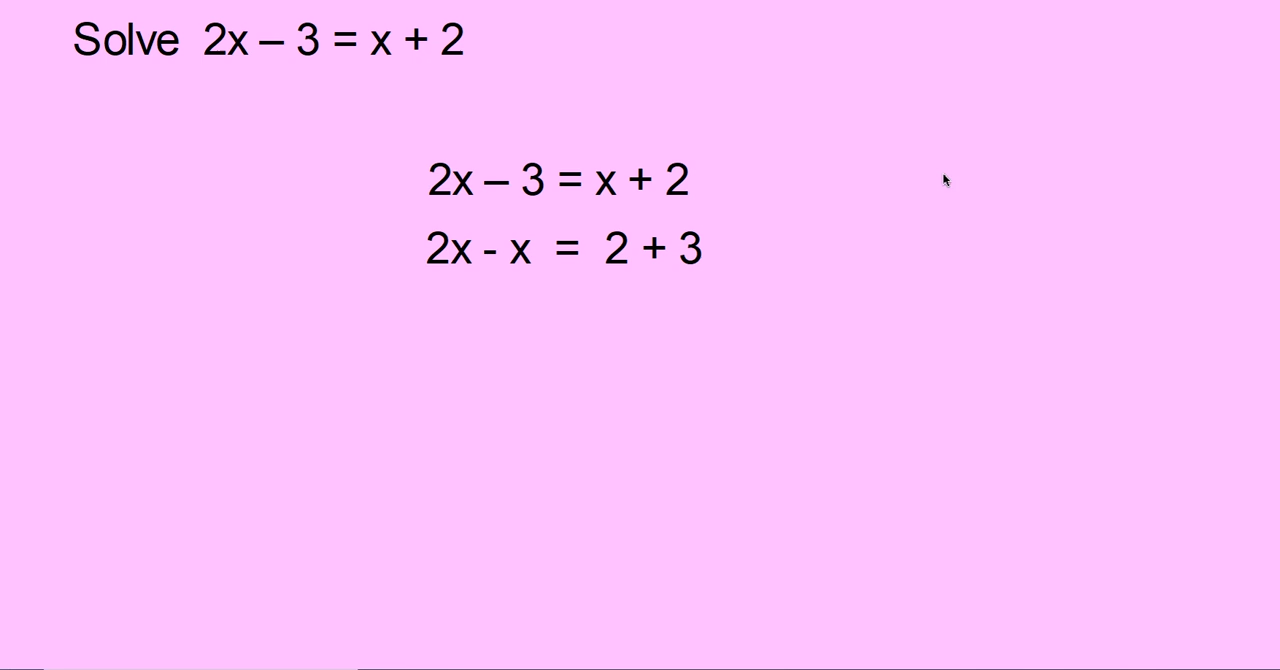 Solve  2x – 3 = x + 2
2x – 3 = x + 2
2x - x  =  2 + 3